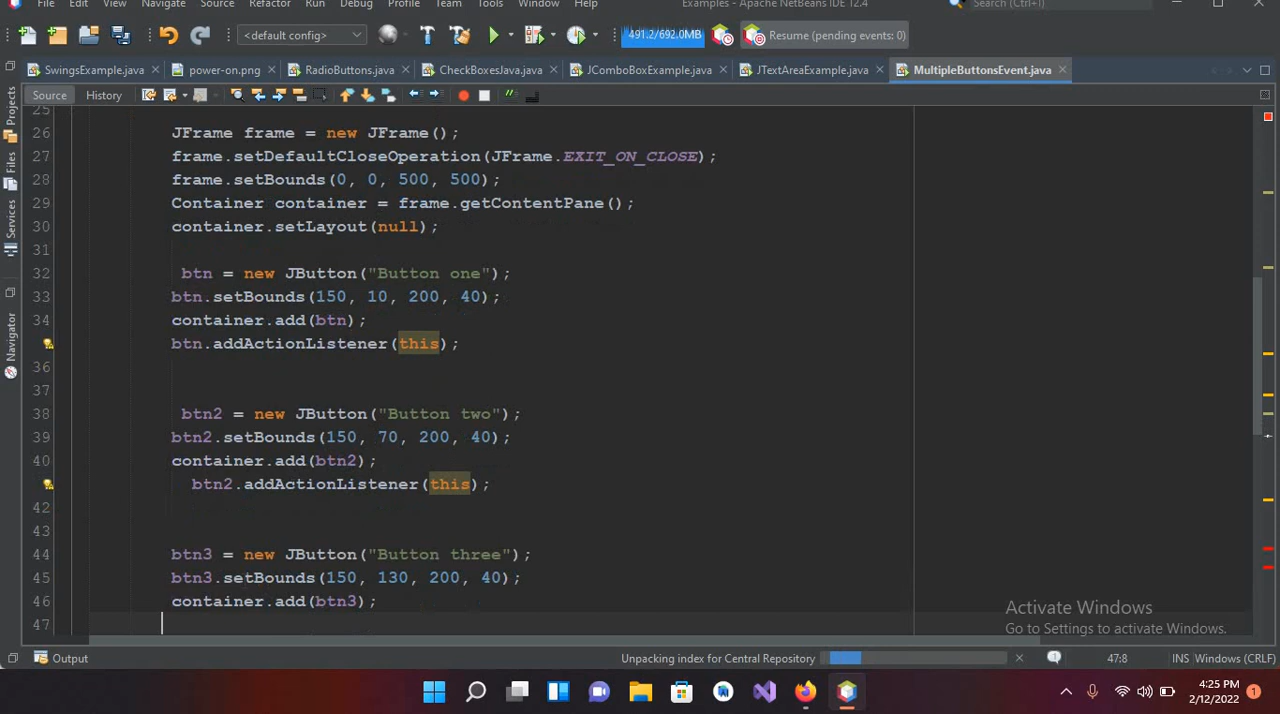 File Edit View Navigate Source Refactor Run Debug Profile Team Tools Window Help
Examples - Apache NetBeans IDE 12.4
Search (Ctrl+I)
<default config>
491.2/692.0MB
Resume (pending events: 0)
SwingsExample.java
power-on.png
RadioButtons.java
CheckBoxesJava.java
JComboBoxExample.java
JTextAreaExample.java
MultipleButtonsEvent.java
Source History
Projects
Files
Services
Navigator
25
26 JFrame frame = new JFrame();
27 frame.setDefaultCloseOperation(JFrame.EXIT_ON_CLOSE);
28 frame.setBounds(0, 0, 500, 500);
29 Container container = frame.getContentPane();
30 container.setLayout(null);
31
32 btn = new JButton("Button one");
33 btn.setBounds(150, 10, 200, 40);
34 container.add(btn);
btn.addActionListener(this);
36
37
38 btn2 = new JButton("Button two");
39 btn2.setBounds(150, 70, 200, 40);
40 container.add(btn2);
btn2.addActionListener(this);
42
43
44 btn3 = new JButton("Button three");
45 btn3.setBounds(150, 130, 200, 40);
46 container.add(btn3);
47
Activate Windows
Go to Settings to activate Windows.
Output
Unpacking index for Central Repository
1
47:8
INS
Windows (CRLF)
4:25 PM
2/12/2022
1